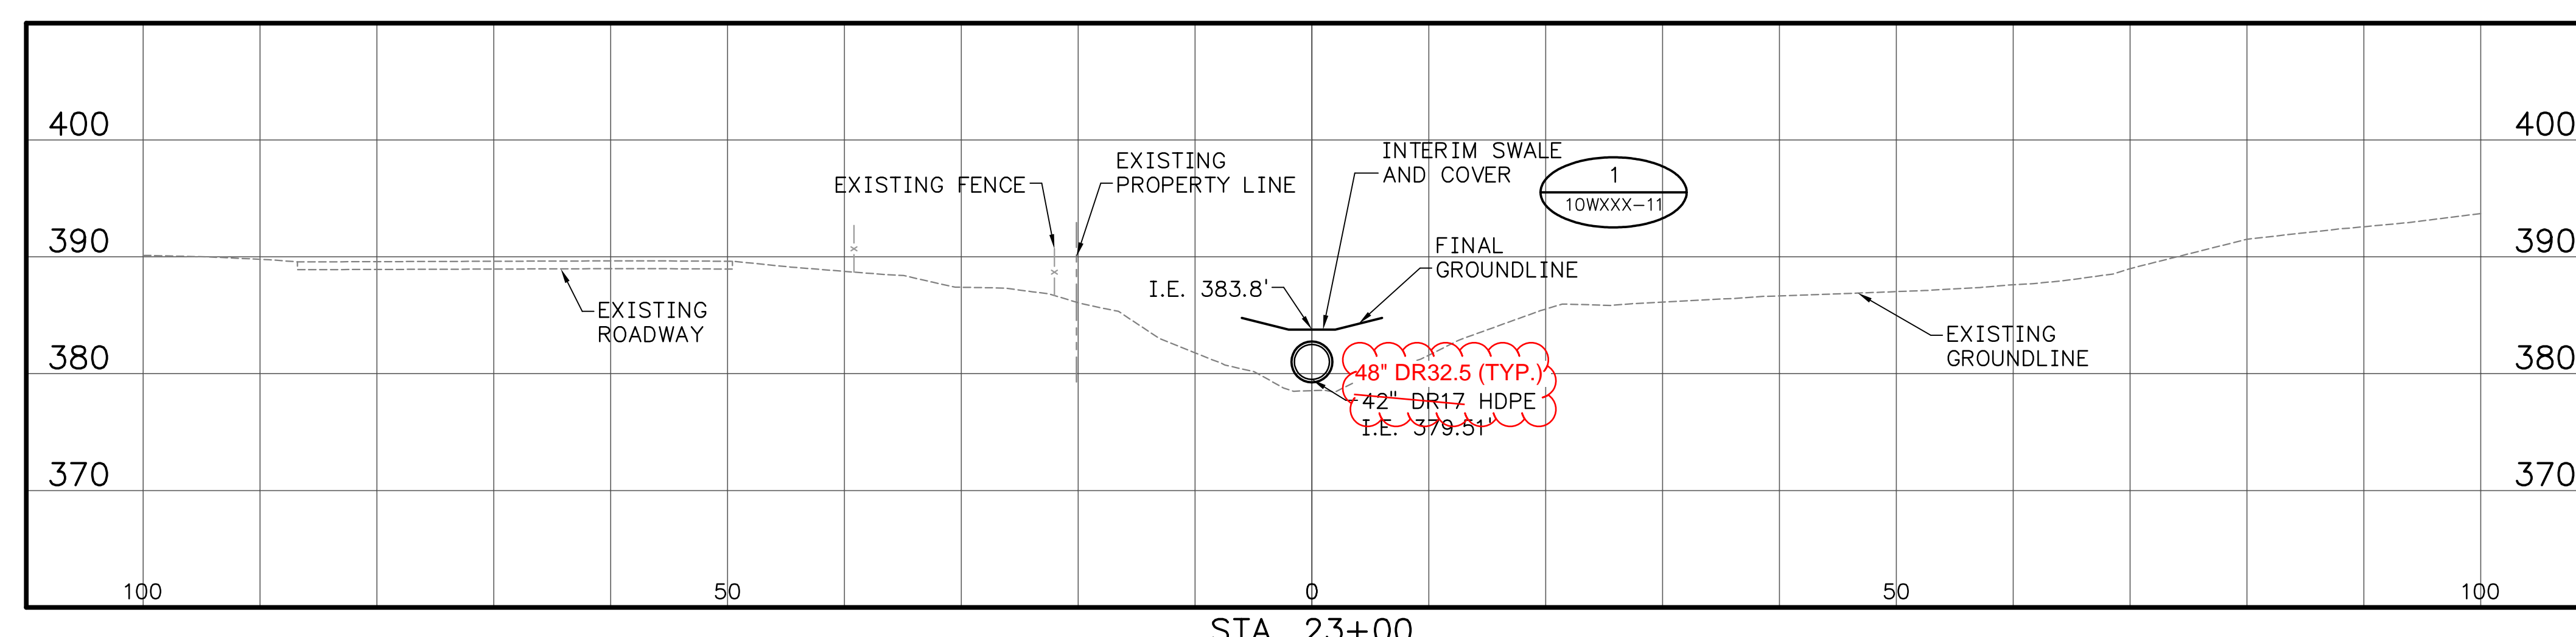 400
400
EXISTING FENCE
EXISTING
PROPERTY LINE
INTERIM SWALE
AND COVER
1
10WXXX-11
390
390
FINAL
GROUNDLINE
I.E. 383.8'
EXISTING
ROADWAY
EXISTING
GROUNDLINE
380
380
48" DR32.5 (TYP.)
42" DR17 HDPE
I.E. 379.51'
370
370
100
50
0
50
100
STA. 23+00